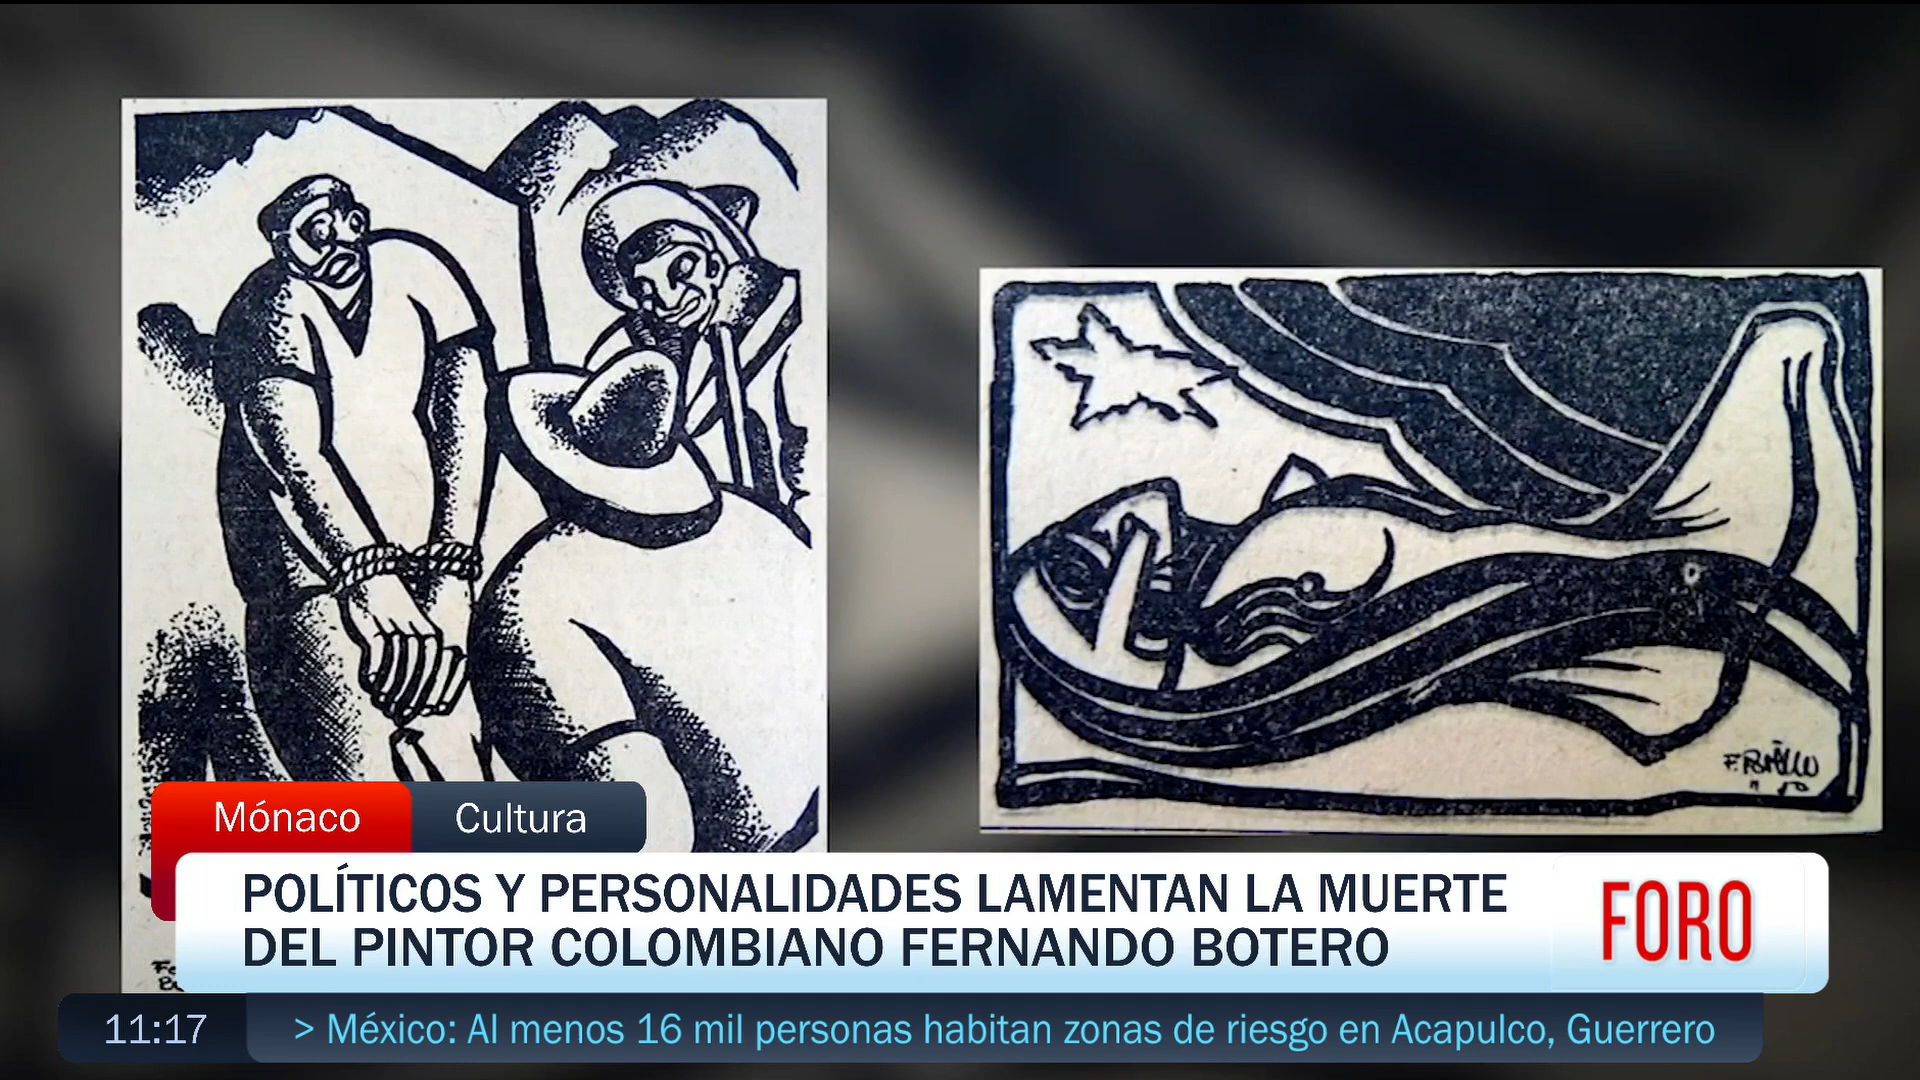 Mónaco
Cultura
POLÍTICOS Y PERSONALIDADES LAMENTAN LA MUERTE
DEL PINTOR COLOMBIANO FERNANDO BOTERO
FORO
11:17
> México: Al menos 16 mil personas habitan zonas de riesgo en Acapulco, Guerrero